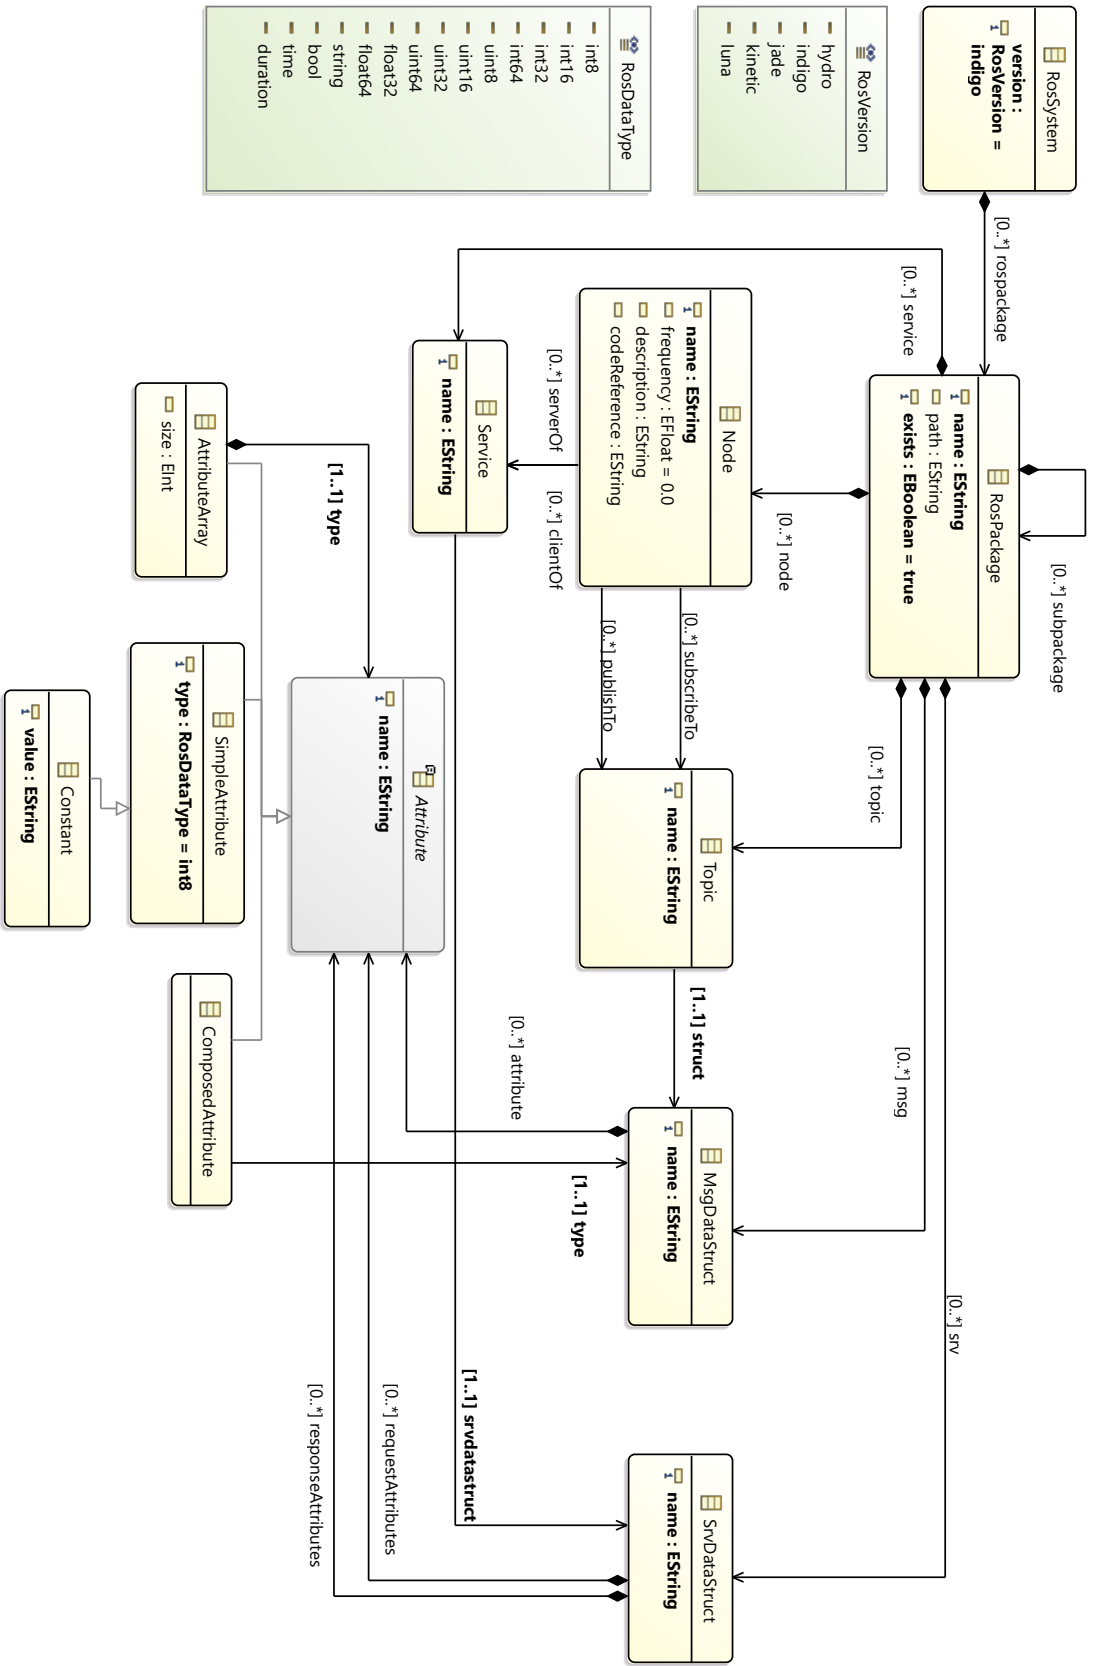 RosSystem
version :
RosVersion =
indigo
RosVersion
hydro
indigo
jade
kinetic
luna
RosDataType
int8
int16
int32
int64
uint8
uint16
uint32
uint64
float32
float64
string
bool
time
duration
[0..*] rospackage
[0..*] subpackage
RosPackage
name : EString
path : EString
exists : EBoolean = true
[0..*] service
[0..*] node
Node
name : EString
frequency : EFloat = 0.0
description : EString
codeReference : EString
[0..*] serverOf
[0..*] clientOf
Service
name : EString
[0..*] subscribeTo
[0..*] publishTo
[0..*] topic
Topic
name : EString
[1..1] struct
[0..*] msg
MsgDataStruct
name : EString
[0..*] srv
SrvDataStruct
name : EString
[1..1] srvdatastruct
[0..*] requestAttributes
[0..*] responseAttributes
[0..*] attribute
[1..1] type
Attribute
name : EString
[1..1] type
AttributeArray
size : EInt
SimpleAttribute
type : RosDataType = int8
ComposedAttribute
Constant
value : EString